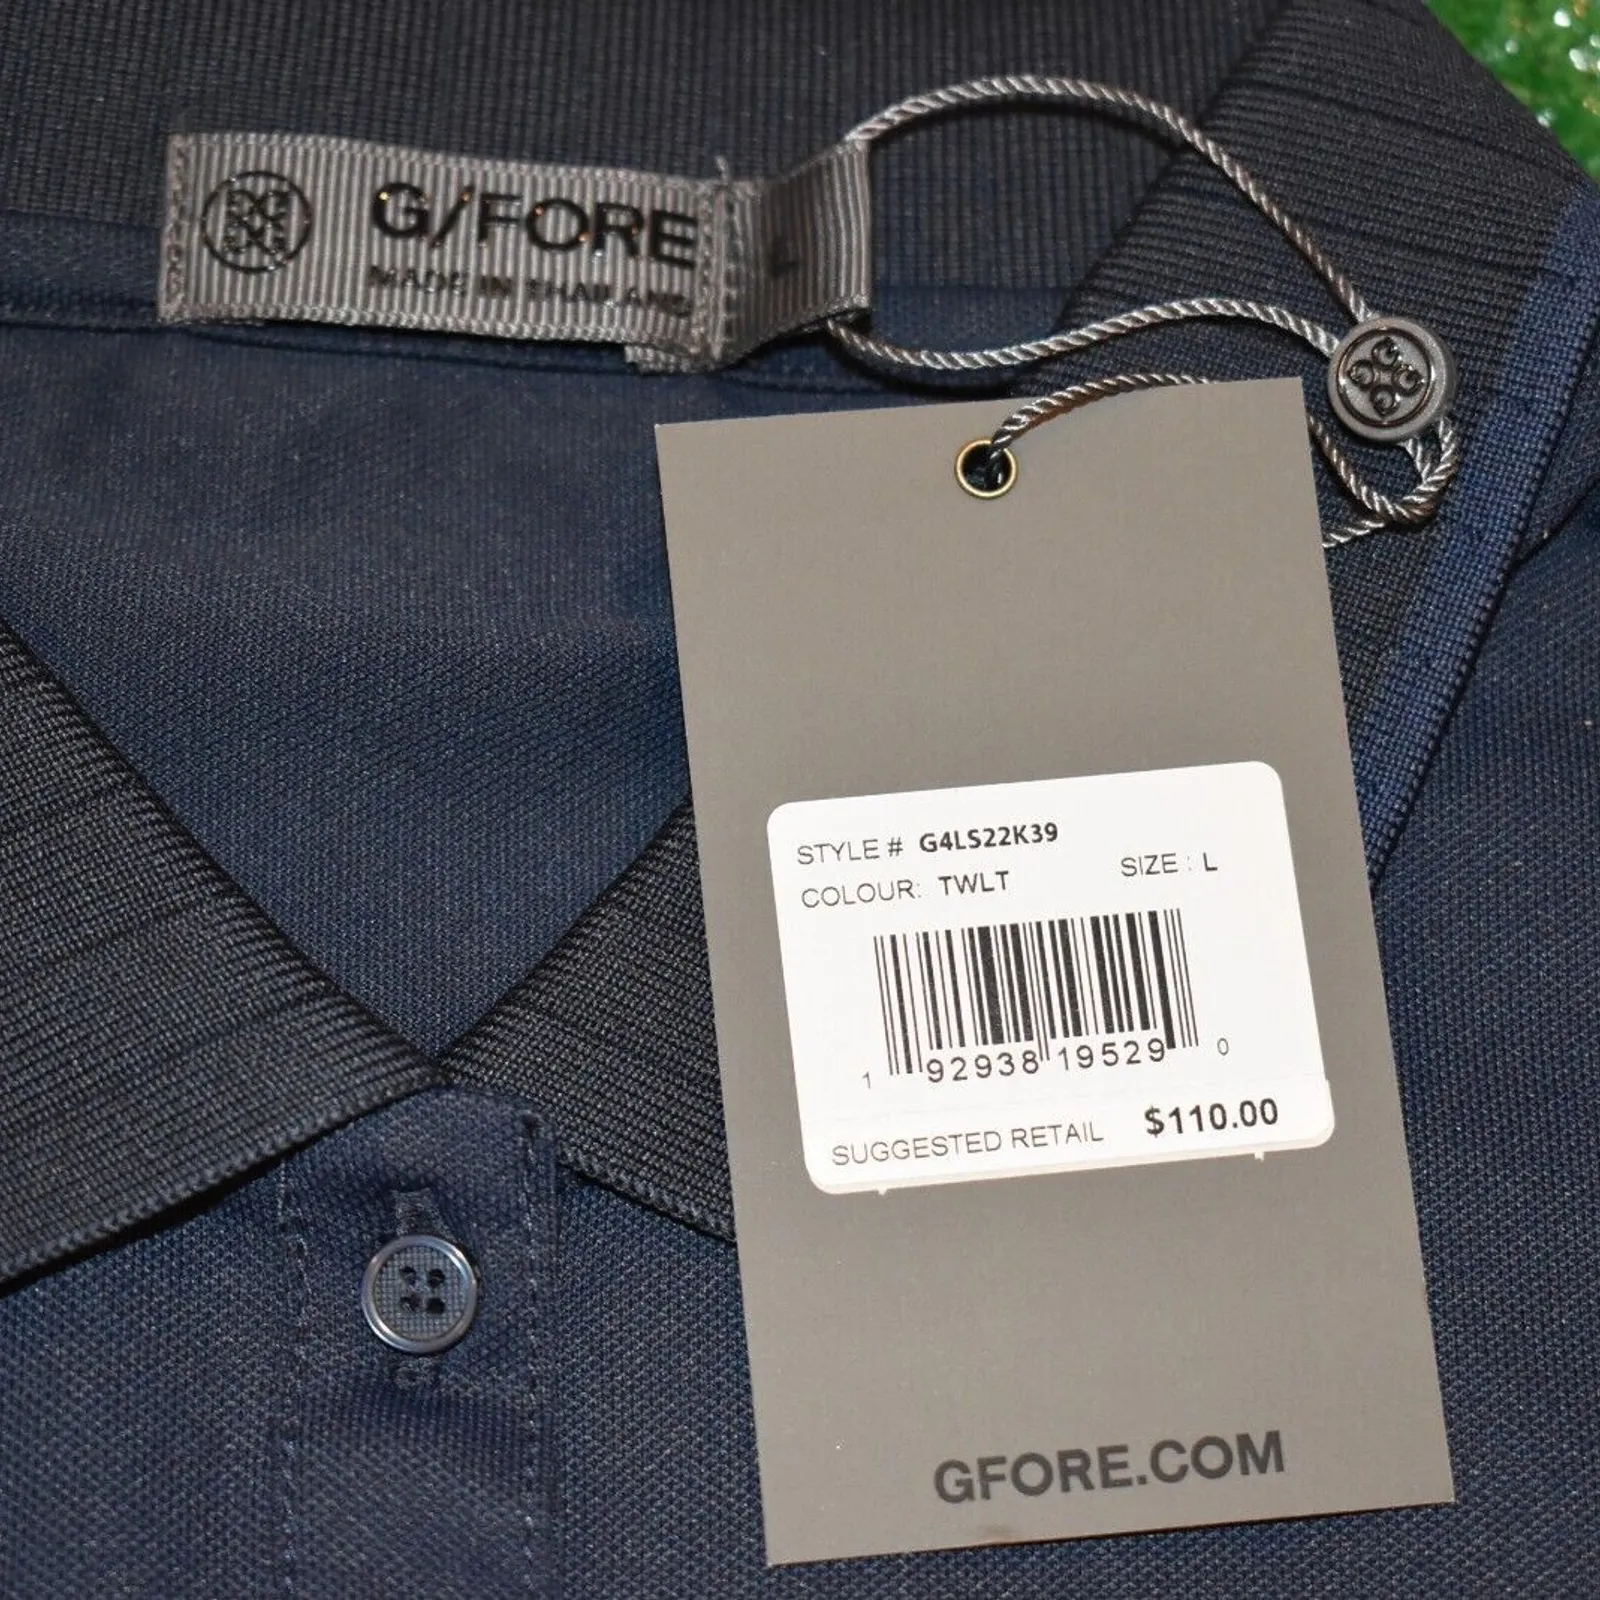 G/FORE
MADE IN THAILAND
L
STYLE # G4LS22K39
COLOUR: TWLT SIZE : L
1 92938 19529 0
SUGGESTED RETAIL $110.00
GFORE.COM